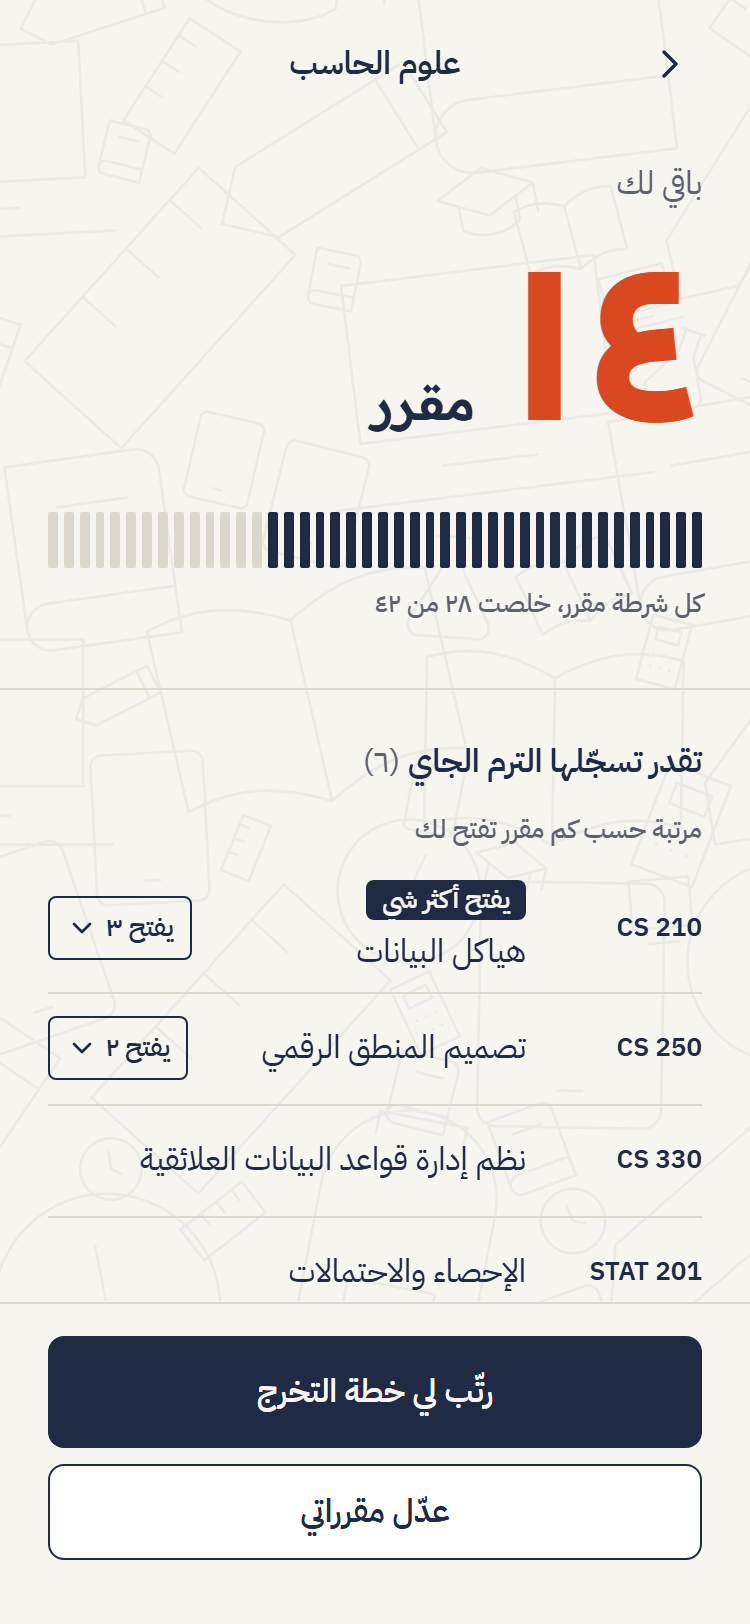 علوم الحاسب
باقي لك
١٤ مقرر
كل شرطة مقرر، خلصت ٢٨ من ٤٢
تقدر تسجّلها الترم الجاي (٦)
مرتبة حسب كم مقرر تفتح لك
يفتح أكثر شي
CS 210 هياكل البيانات يفتح ٣
CS 250 تصميم المنطق الرقمي يفتح ٢
CS 330 نظم إدارة قواعد البيانات العلائقية
STAT 201 الإحصاء والاحتمالات
رتّب لي خطة التخرج
عدّل مقرراتي